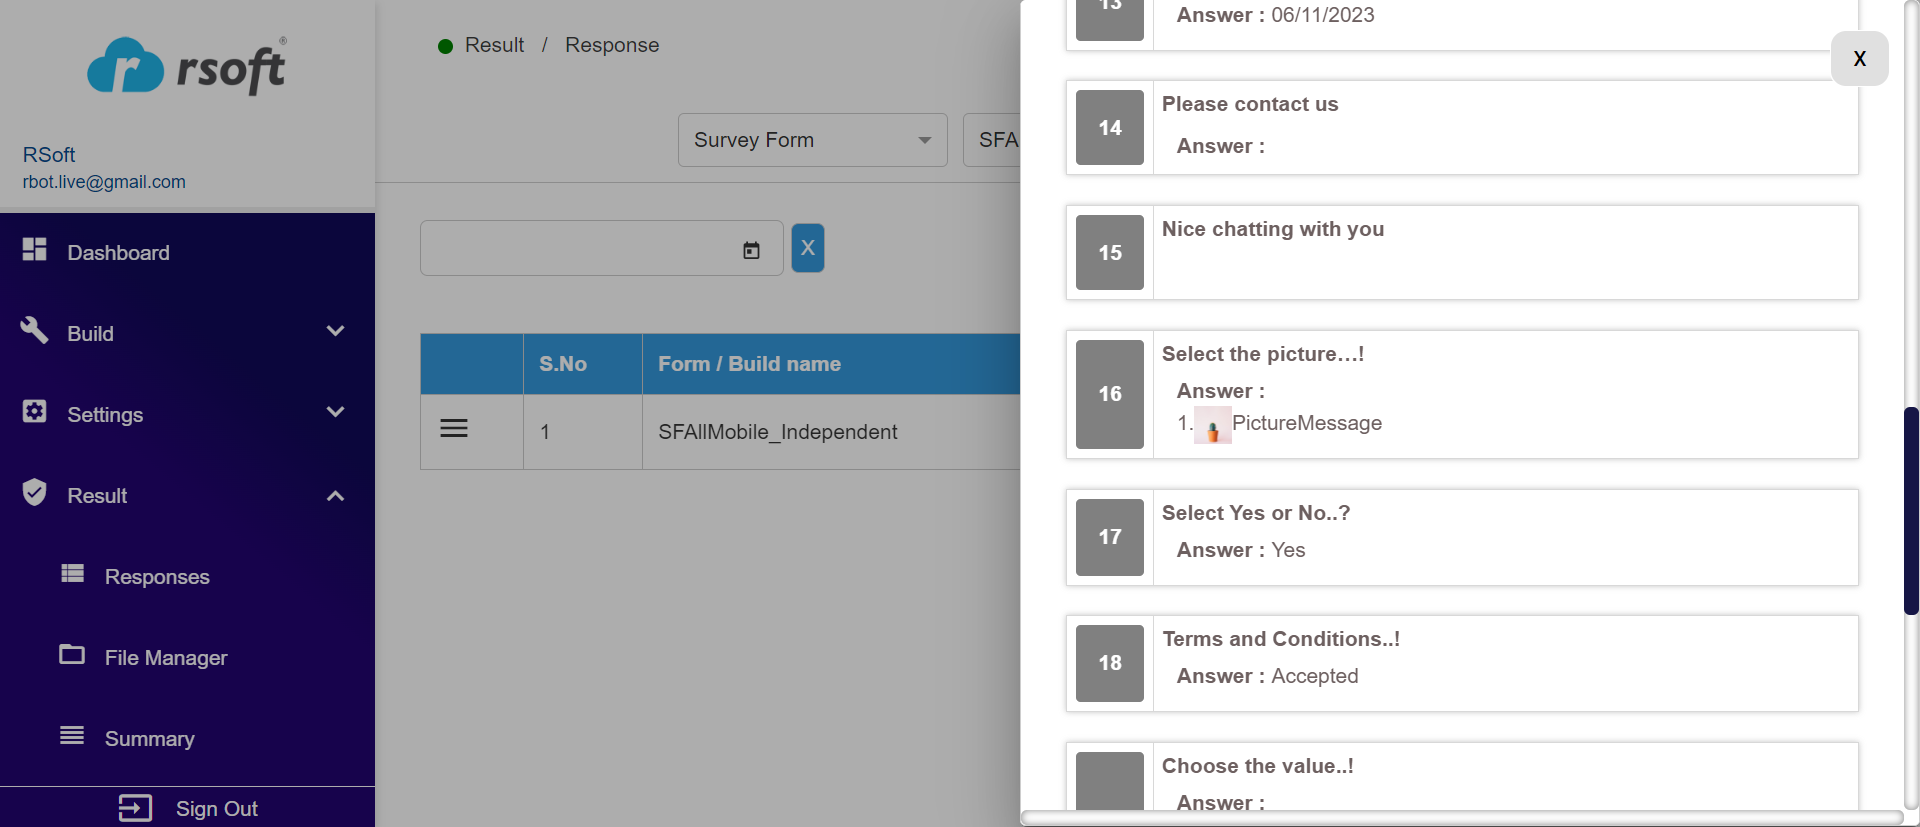 rsoft®
RSoft
rbot.live@gmail.com
Dashboard
Build
Settings
Result
Responses
File Manager
Summary
Sign Out
Result / Response
Survey Form
SFA
X
S.No Form / Build name
1 SFAllMobile_Independent
X
13
Answer : 06/11/2023
14
Please contact us
Answer :
15
Nice chatting with you
16
Select the picture...!
Answer :
1. PictureMessage
17
Select Yes or No..?
Answer : Yes
18
Terms and Conditions..!
Answer : Accepted
Choose the value..!
Answer :